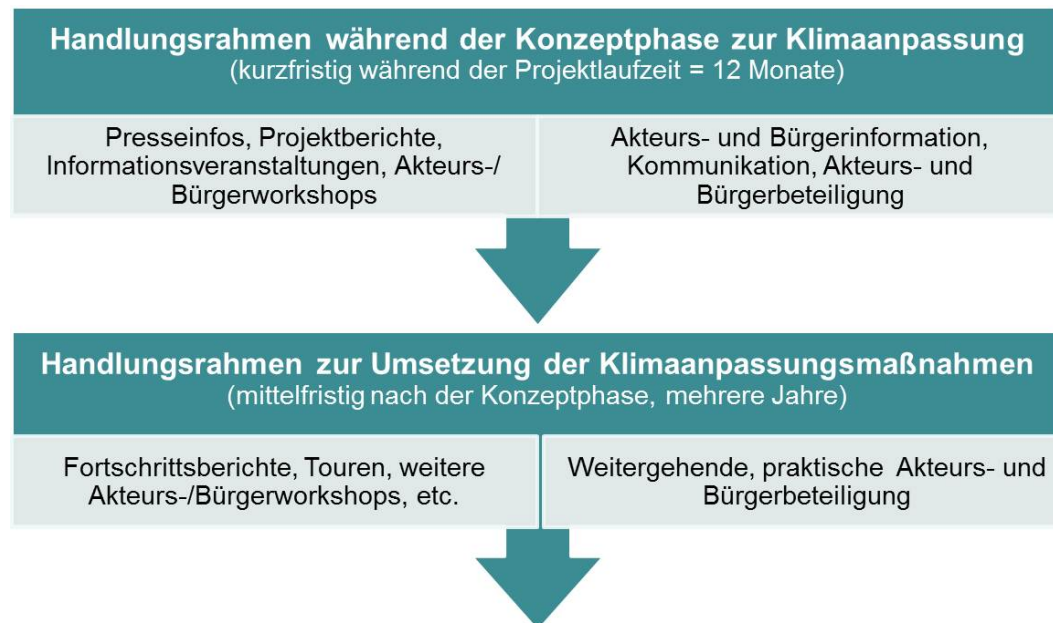 Handlungsrahmen während der Konzeptphase zur Klimaanpassung
(kurzfristig während der Projektlaufzeit = 12 Monate)
Presseinfos, Projektberichte,
Informationsveranstaltungen, Akteurs-/
Bürgerworkshops
Akteurs- und Bürgerinformation,
Kommunikation, Akteurs- und
Bürgerbeteiligung
Handlungsrahmen zur Umsetzung der Klimaanpassungsmaßnahmen
(mittelfristig nach der Konzeptphase, mehrere Jahre)
Fortschrittsberichte, Touren, weitere
Akteurs-/Bürgerworkshops, etc.
Weitergehende, praktische Akteurs- und
Bürgerbeteiligung